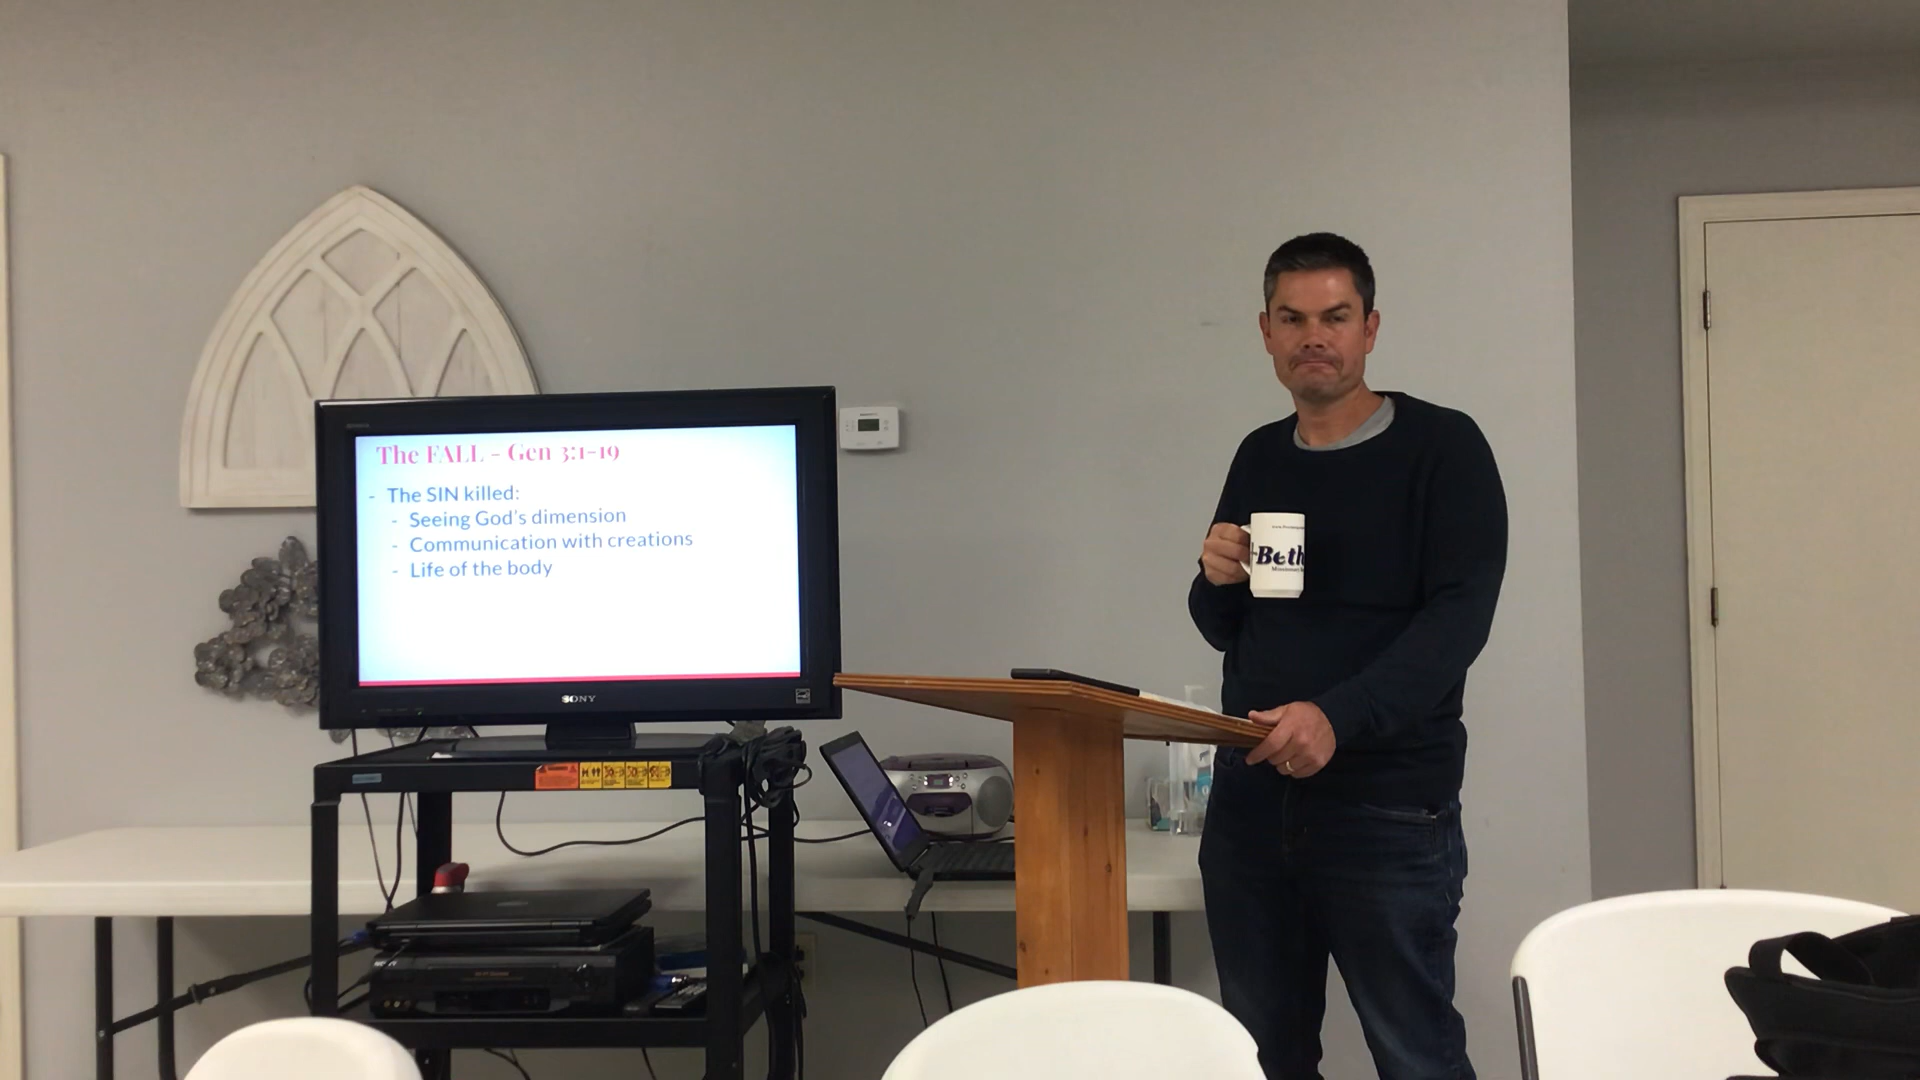 The FALL - Gen 3:1-19
- The SIN killed:
- Seeing God's dimension
- Communication with creations
- Life of the body
SONY
Beth